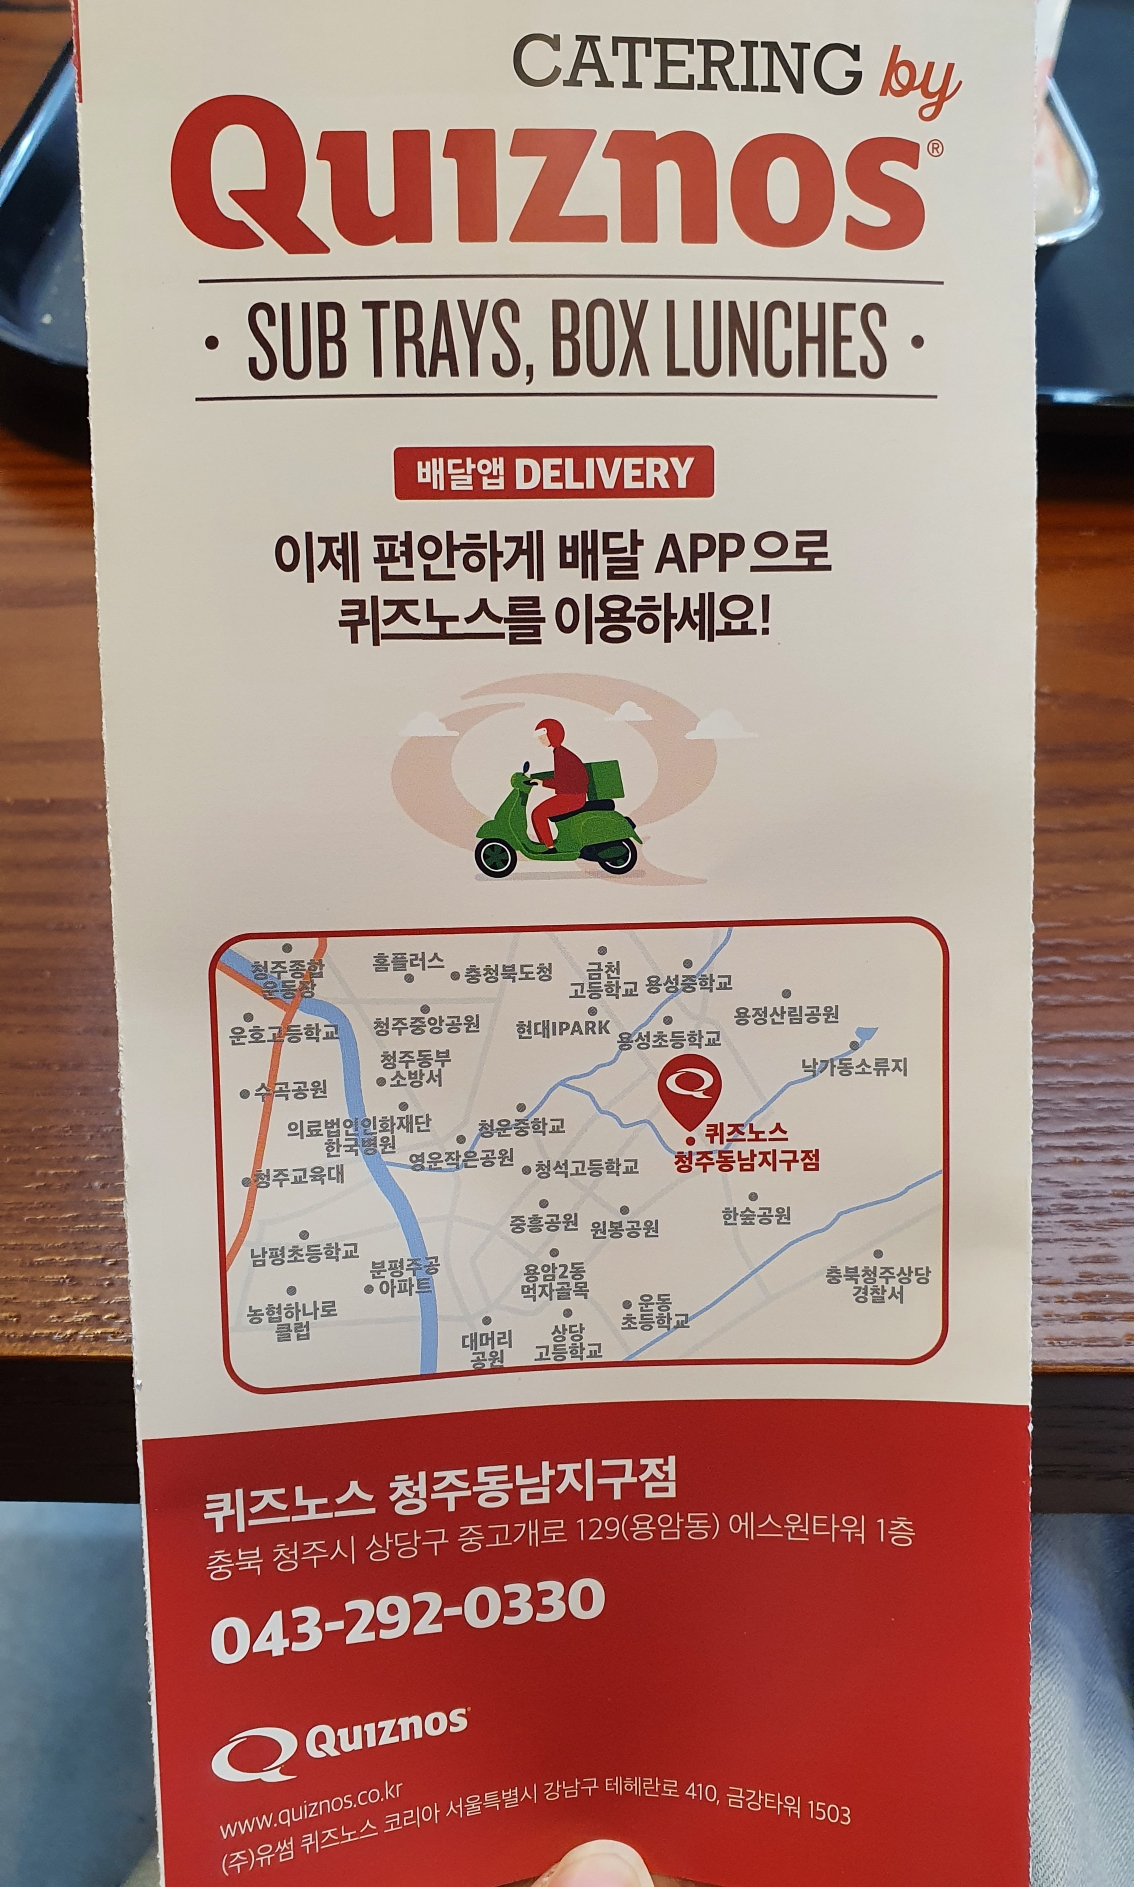 CATERING by
Quiznos®
• SUB TRAYS, BOX LUNCHES •
배달앱 DELIVERY
이제 편안하게 배달 APP으로
퀴즈노스를 이용하세요!
청주종합
운동장
홈플러스
충청북도청
금천
고등학교
용성중학교
용정산림공원
운호고등학교
청주중앙공원
현대IPARK
용성초등학교
낙가동소류지
청주동부
소방서
수곡공원
의료법인인화재단
한국병원
청운중학교
영운작은공원
청석고등학교
퀴즈노스
청주동남지구점
청주교육대
중흥공원
원봉공원
한숲공원
남평초등학교
분평주공
아파트
용암2동
먹자골목
충북청주상당
경찰서
농협하나로
클럽
대머리
공원
상당
고등학교
운동
초등학교
퀴즈노스 청주동남지구점
충북 청주시 상당구 중고개로 129(용암동) 에스원타워 1층
043-292-0330
Quiznos
www.quiznos.co.kr
(주)유썸 퀴즈노스 코리아 서울특별시 강남구 테헤란로 410, 금강타워 1503